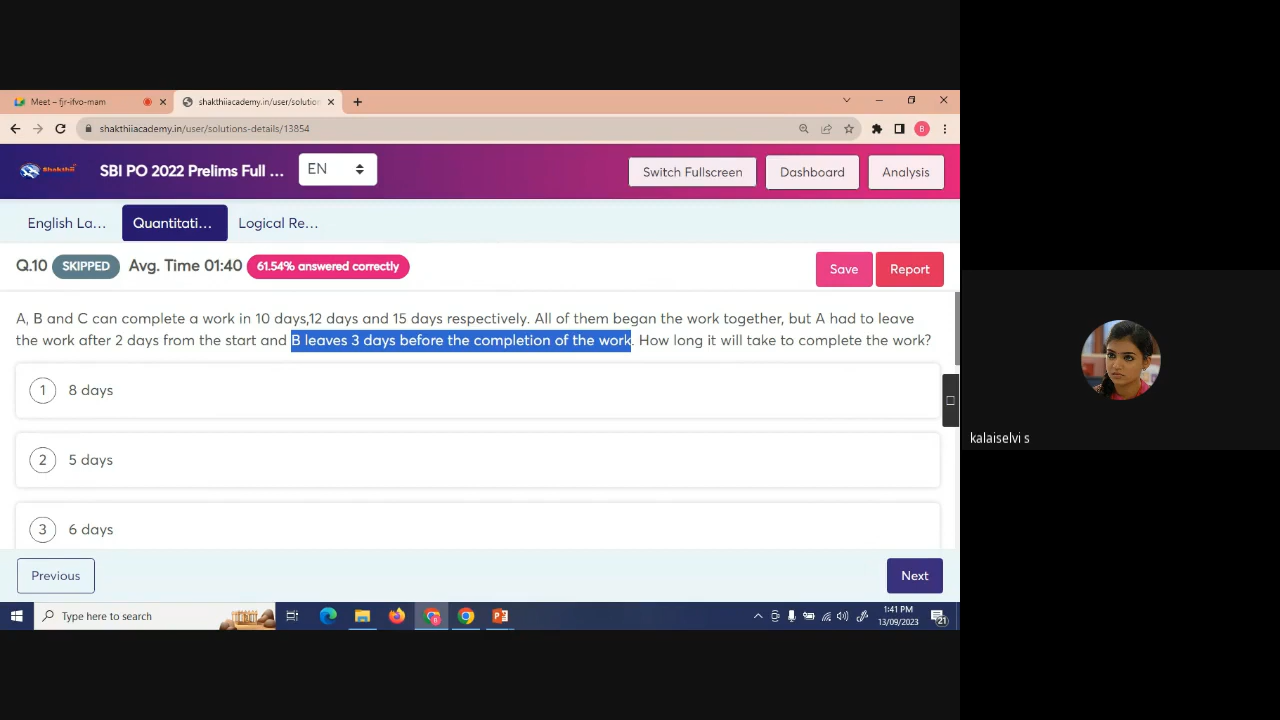 Meet – fjr-ifvo-mam
shakthiiacademy.in/user/solution
shakthiiacademy.in/user/solutions-details/13854
B
Shakthii
SBI PO 2022 Prelims Full ...
EN
Switch Fullscreen
Dashboard
Analysis
English La...
Quantitati...
Logical Re...
Q.10 SKIPPED Avg. Time 01:40 61.54% answered correctly
Save
Report
A, B and C can complete a work in 10 days,12 days and 15 days respectively. All of them began the work together, but A had to leave
the work after 2 days from the start and B leaves 3 days before the completion of the work. How long it will take to complete the work?
1 8 days
2 5 days
3 6 days
kalaiselvi s
Previous
Next
Type here to search
1:41 PM
13/09/2023
21